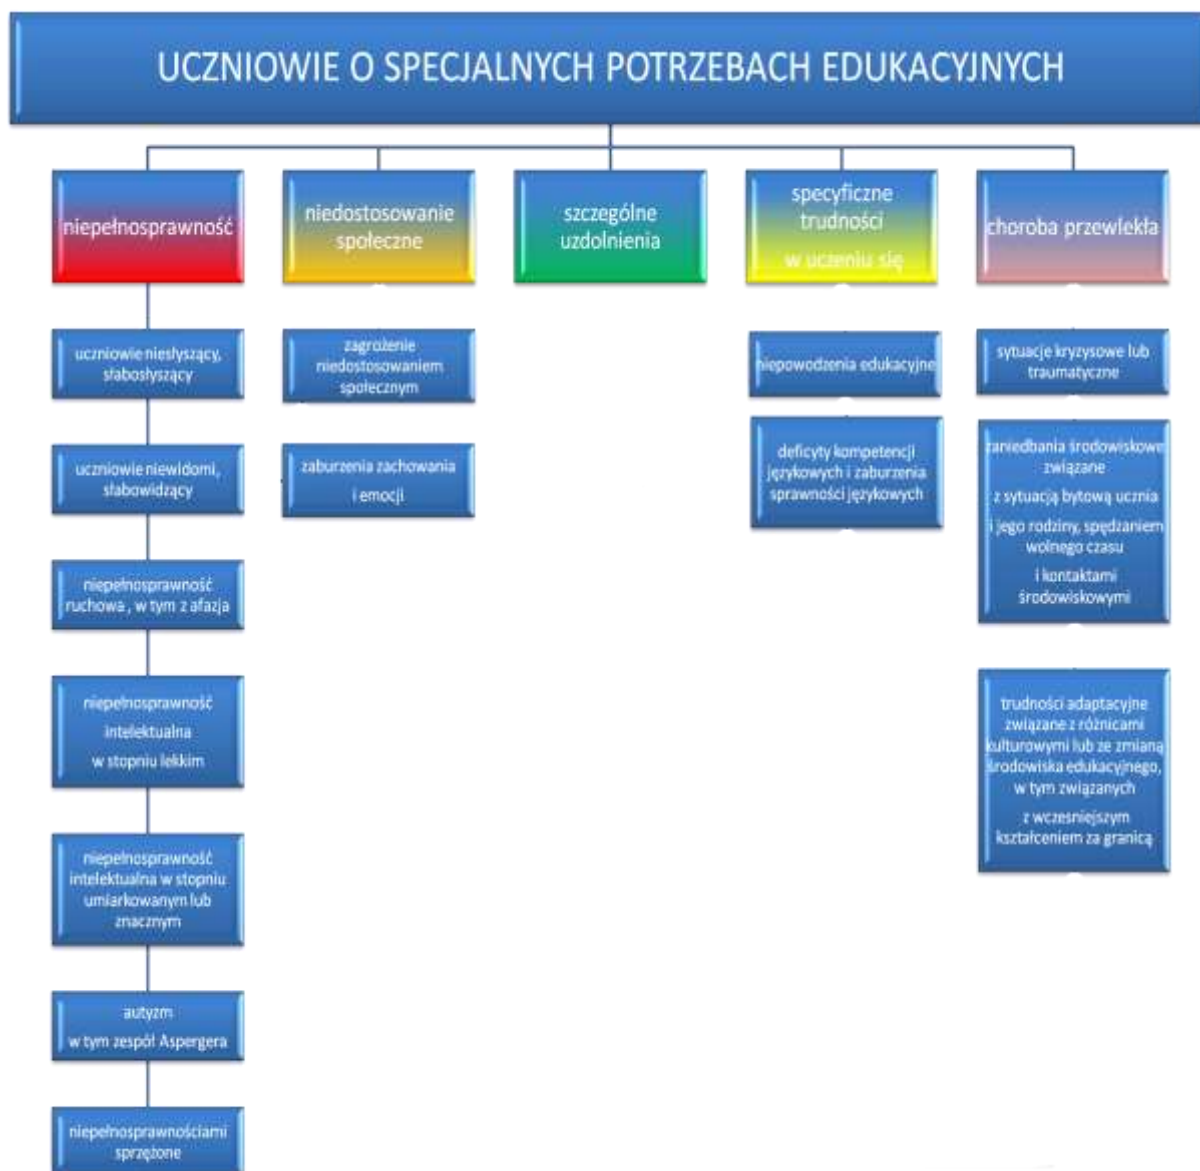 UCZNIOWIE O SPECJALNYCH POTRZEBACH EDUKACYJNYCH
niepełnosprawność
uczniowie niesłyszący,
słabosłyszący
uczniowie niewidomi,
słabowidzący
niepełnosprawność
ruchowa , w tym z afazja
niepełnosprawność
intelektualna
w stopniu lekkim
niepełnosprawność
intelektualna w stopniu
umiarkowanym lub
znacznym
autyzm
w tym zespół Aspergera
niepełnosprawnościami
sprzężone
niedostosowanie
społeczne
zagrożenie
niedostosowaniem
społecznym
zaburzenia zachowania
i emocji
szczególne
uzdolnienia
specyficzne
trudności
w uczeniu się
niepowodzenia edukacyjne
deficyty kompetencji
językowych i zaburzenia
sprawności językowych
choroba przewlekła
sytuacje kryzysowe lub
traumatyczne
zaniedbania środowiskowe
związane
z sytuacją bytową ucznia
i jego rodziny, spędzaniem
wolnego czasu
i kontaktami
środowiskowymi
trudności adaptacyjne
związane z różnicami
kulturowymi lub ze zmianą
środowiska edukacyjnego,
w tym związanych
z wczesniejszym
kształceniem za granicą